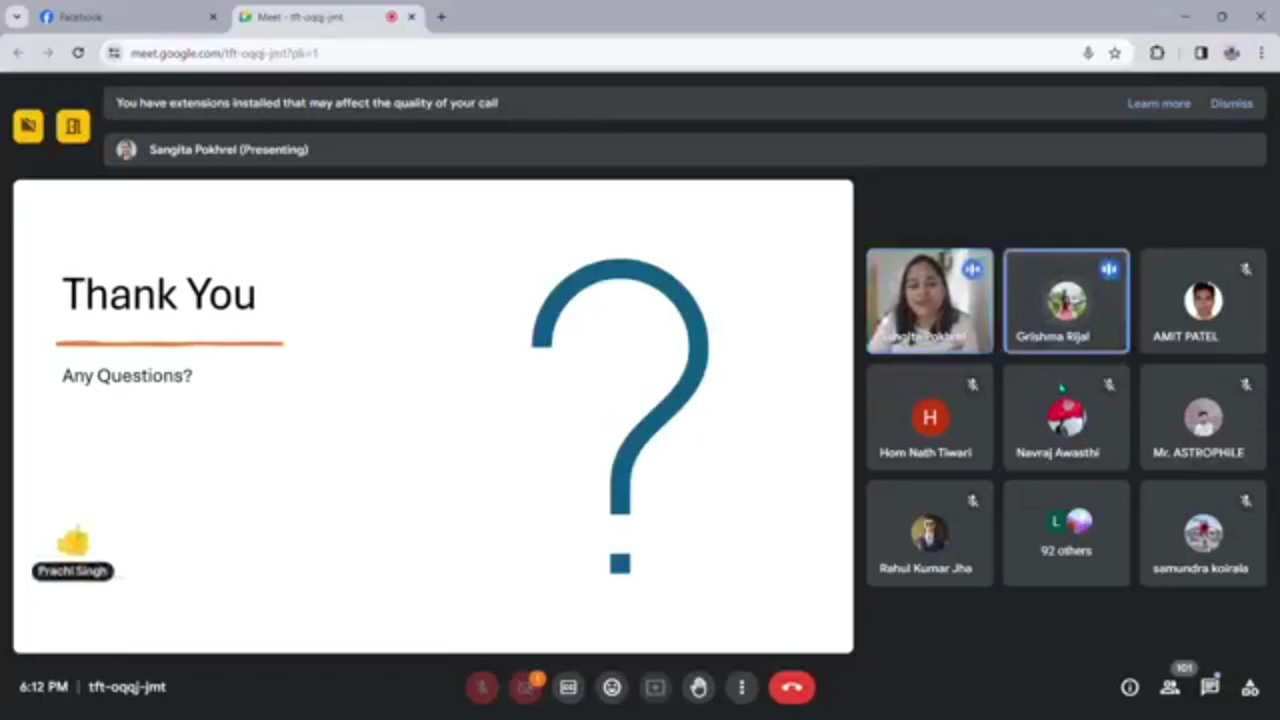 Facebook
Meet - tft-oqqj-jmt
meet.google.com/tft-oqqj-jmt?pli=1
You have extensions installed that may affect the quality of your call
Learn more
Dismiss
Sangita Pokhrel (Presenting)
Thank You
Any Questions?
Prachi Singh
Sangita Pokhrel
Grishma Rijal
AMIT PATEL
H
Hom Nath Tiwari
Navraj Awasthi
Mr. ASTROPHILE
Rahul Kumar Jha
L
92 others
samundra koirala
6:12 PM | tft-oqqj-jmt
101